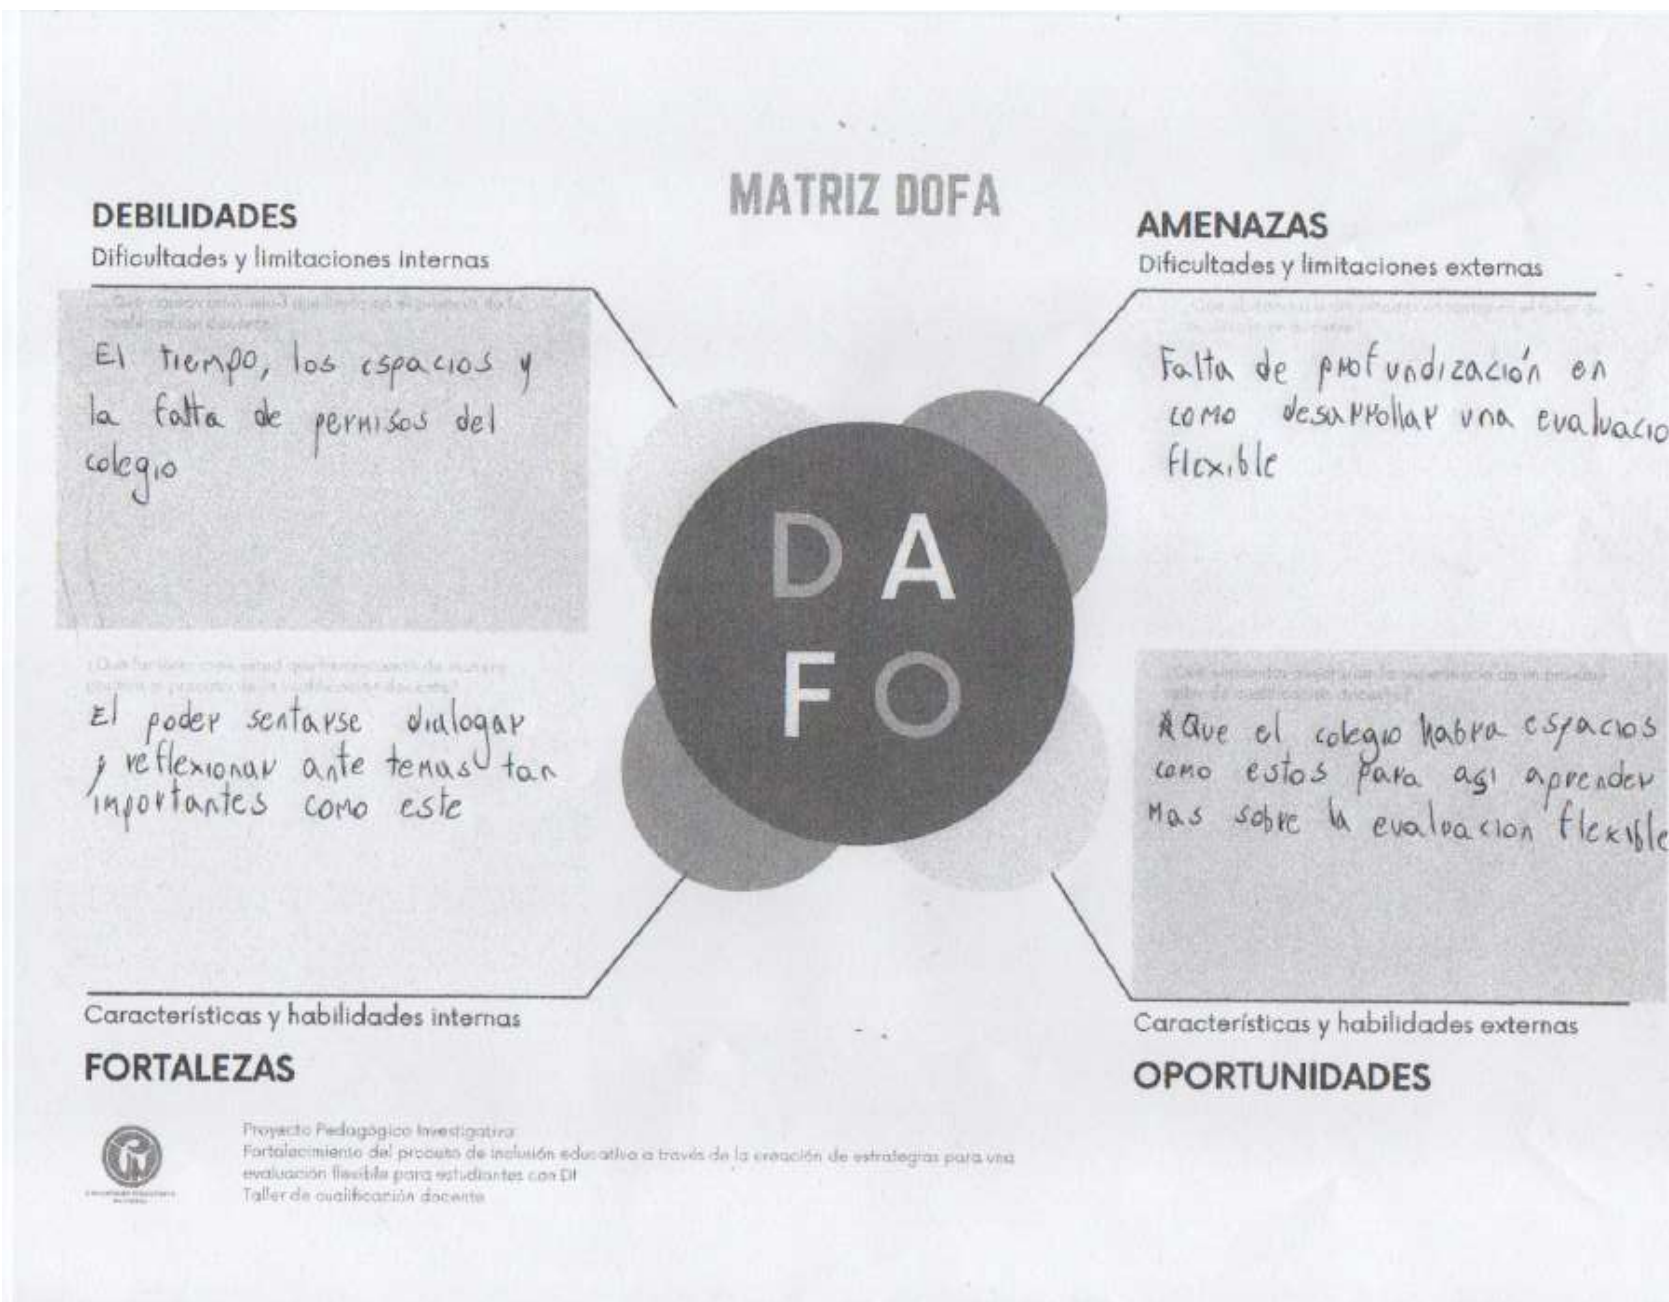 MATRIZ DOFA
DEBILIDADES
Dificultades y limitaciones internas
El tiempo, los espacios y
la falta de permisos del
colegio
AMENAZAS
Dificultades y limitaciones externas
Falta de profundización en
como desarrollar una evaluacio
flexible
D A
F O
El poder sentarse dialogar
y reflexionar ante temas tan
importantes como este
Características y habilidades internas
FORTALEZAS
Que el colegio habra espacios
como estos para asi aprender
Mas sobre la evaluacion flexible
Características y habilidades externas
OPORTUNIDADES
Proyecto Pedagógico Investigativo:
Fortalecimiento del proceso de inclusión educativa a través de la creación de estrategias para una
evaluación flexible para estudiantes con DI
Taller de cualificación docente